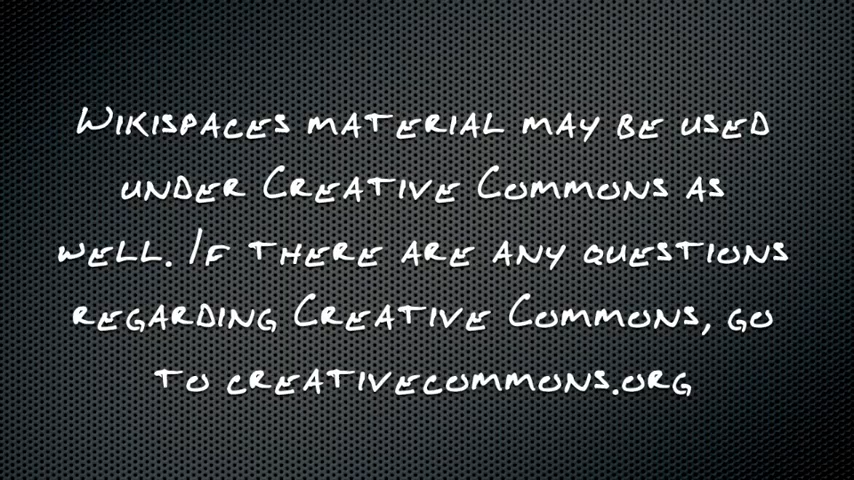 Wikispaces material may be used
under Creative Commons as
well. If there are any questions
regarding Creative Commons, go
to creativecommons.org